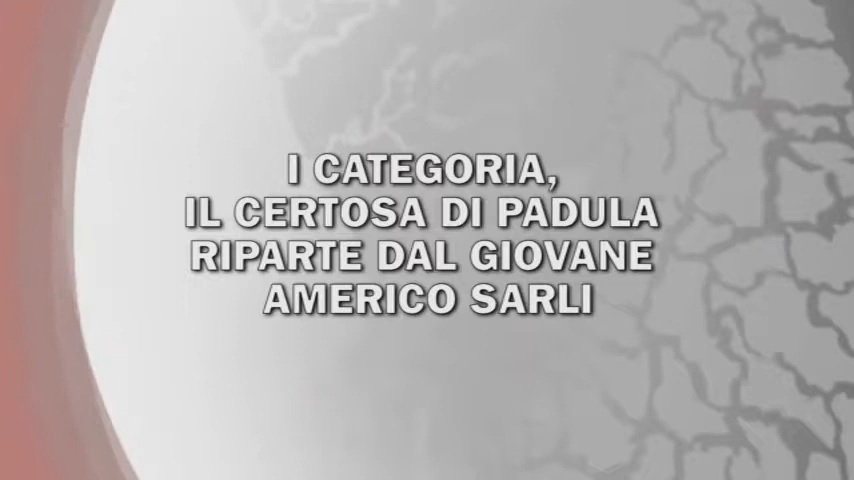 I CATEGORIA,
IL CERTOSA DI PADULA
RIPARTE DAL GIOVANE
AMERICO SARLI